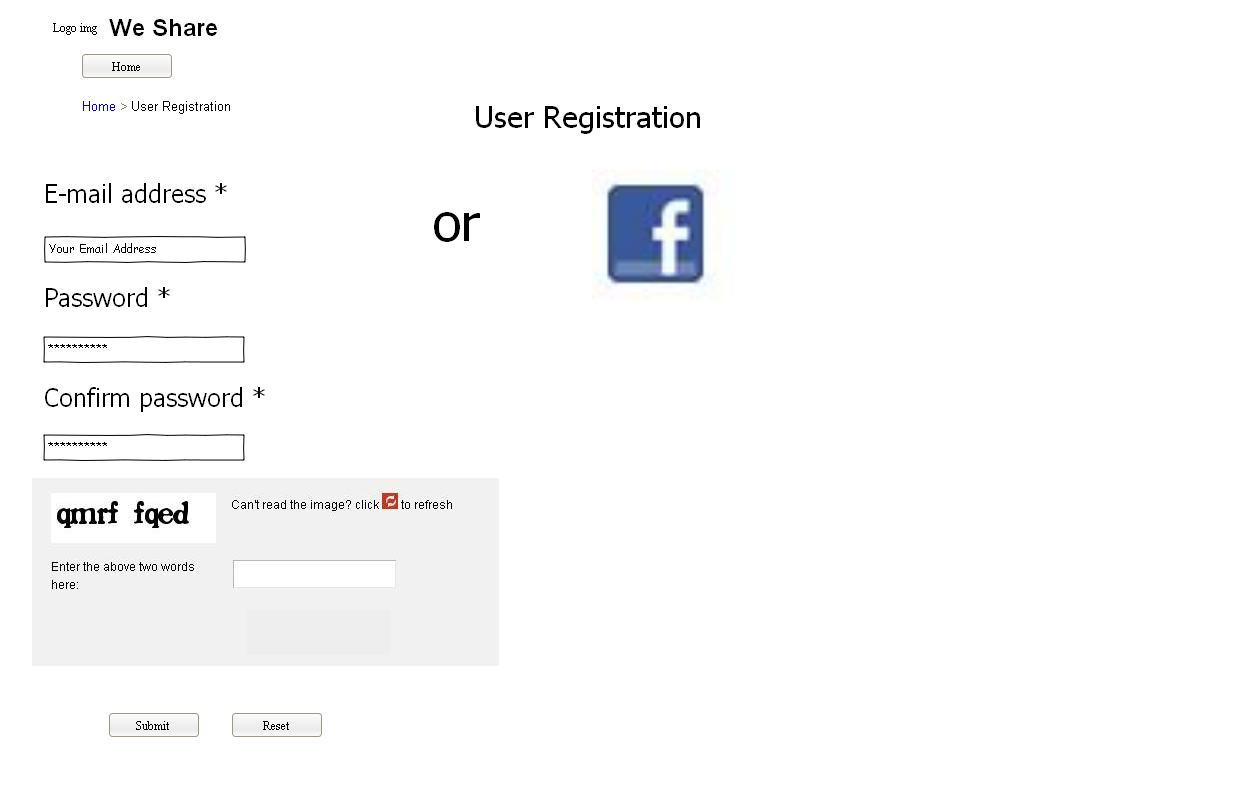 Logo img We Share
Home
Home > User Registration
User Registration
E-mail address *
or
f
Your Email Address
Password *
**********
Confirm password *
**********
qmrf fqed
Can't read the image? click to refresh
Enter the above two words
here:
Submit Reset